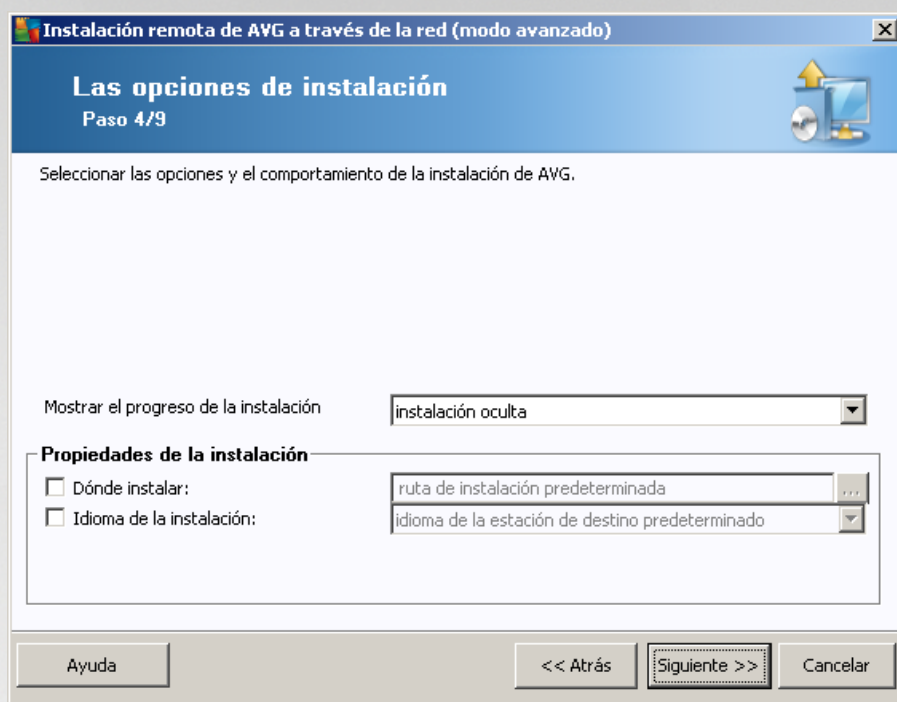 Instalación remota de AVG a través de la red (modo avanzado)
Las opciones de instalación
Paso 4/9
Seleccionar las opciones y el comportamiento de la instalación de AVG.
Mostrar el progreso de la instalación
instalación oculta
Propiedades de la instalación
Dónde instalar:
ruta de instalación predeterminada
...
Idioma de la instalación:
idioma de la estación de destino predeterminado
Ayuda
<< Atrás
Siguiente >>
Cancelar